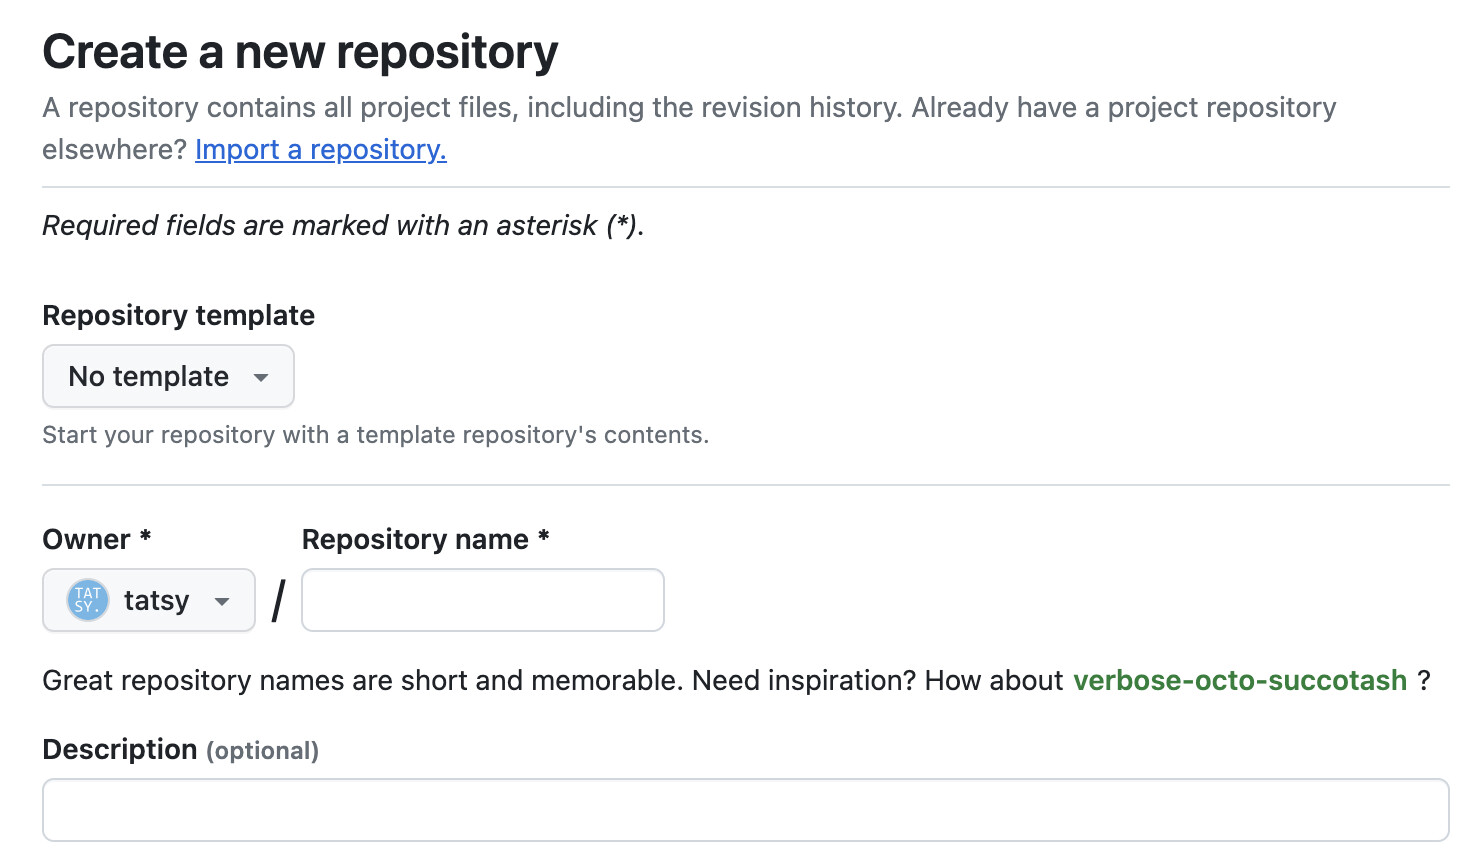 Create a new repository
A repository contains all project files, including the revision history. Already have a project repository
elsewhere? Import a repository.
Required fields are marked with an asterisk (*).
Repository template
No template
Start your repository with a template repository's contents.
Owner * Repository name *
TAT
SY.
tatsy /
Great repository names are short and memorable. Need inspiration? How about verbose-octo-succotash ?
Description (optional)